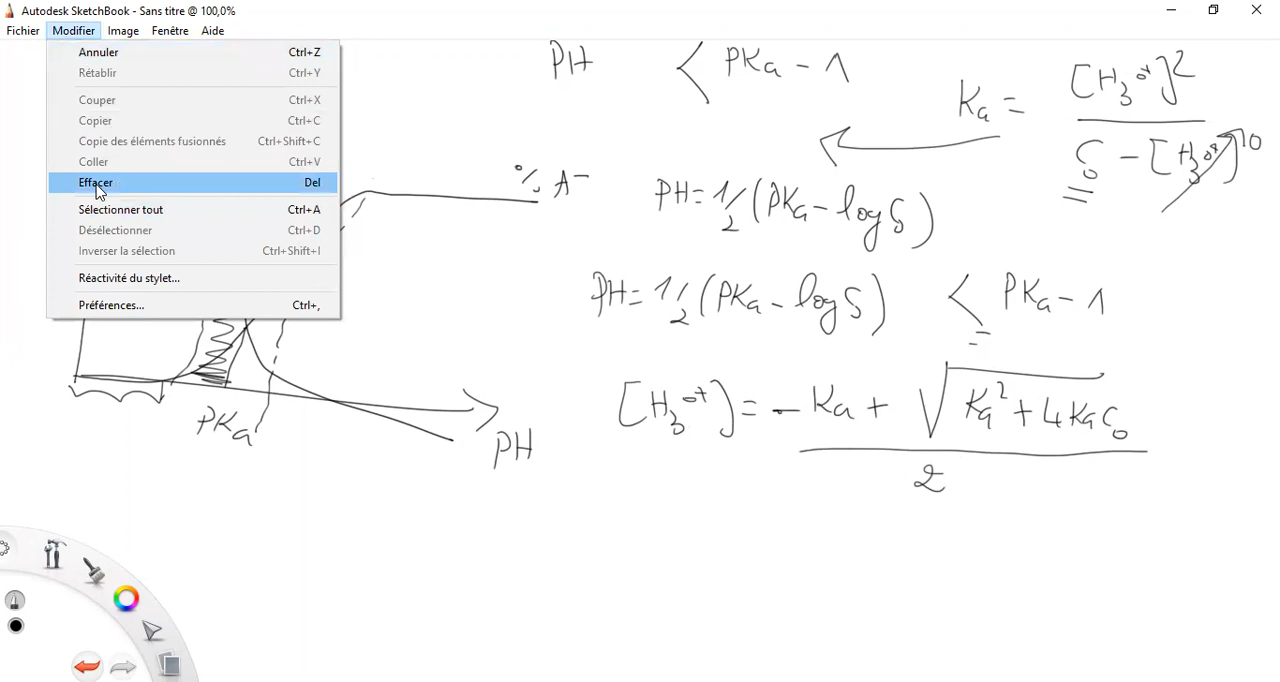 Autodesk SketchBook - Sans titre @ 100,0%
Fichier Modifier Image Fenêtre Aide
Annuler Ctrl+Z
Rétablir Ctrl+Y
Couper Ctrl+X
Copier Ctrl+C
Copie des éléments fusionnés Ctrl+Shift+C
Coller Ctrl+V
Effacer Del
Sélectionner tout Ctrl+A
Désélectionner Ctrl+D
Inverser la sélection Ctrl+Shift+I
Réactivité du stylet...
Préférences... Ctrl+,
% A⁻
PKa
PH
PH < PKa - 1
Ka = [H₃O⁺]² / C₀ - [H₃O⁺] 0
PH = 1/2 (PKa - log C₀)
PH = 1/2 (PKa - log C₀) < PKa - 1
[H₃O⁺] = - Ka + √Ka² + 4KaC₀
2